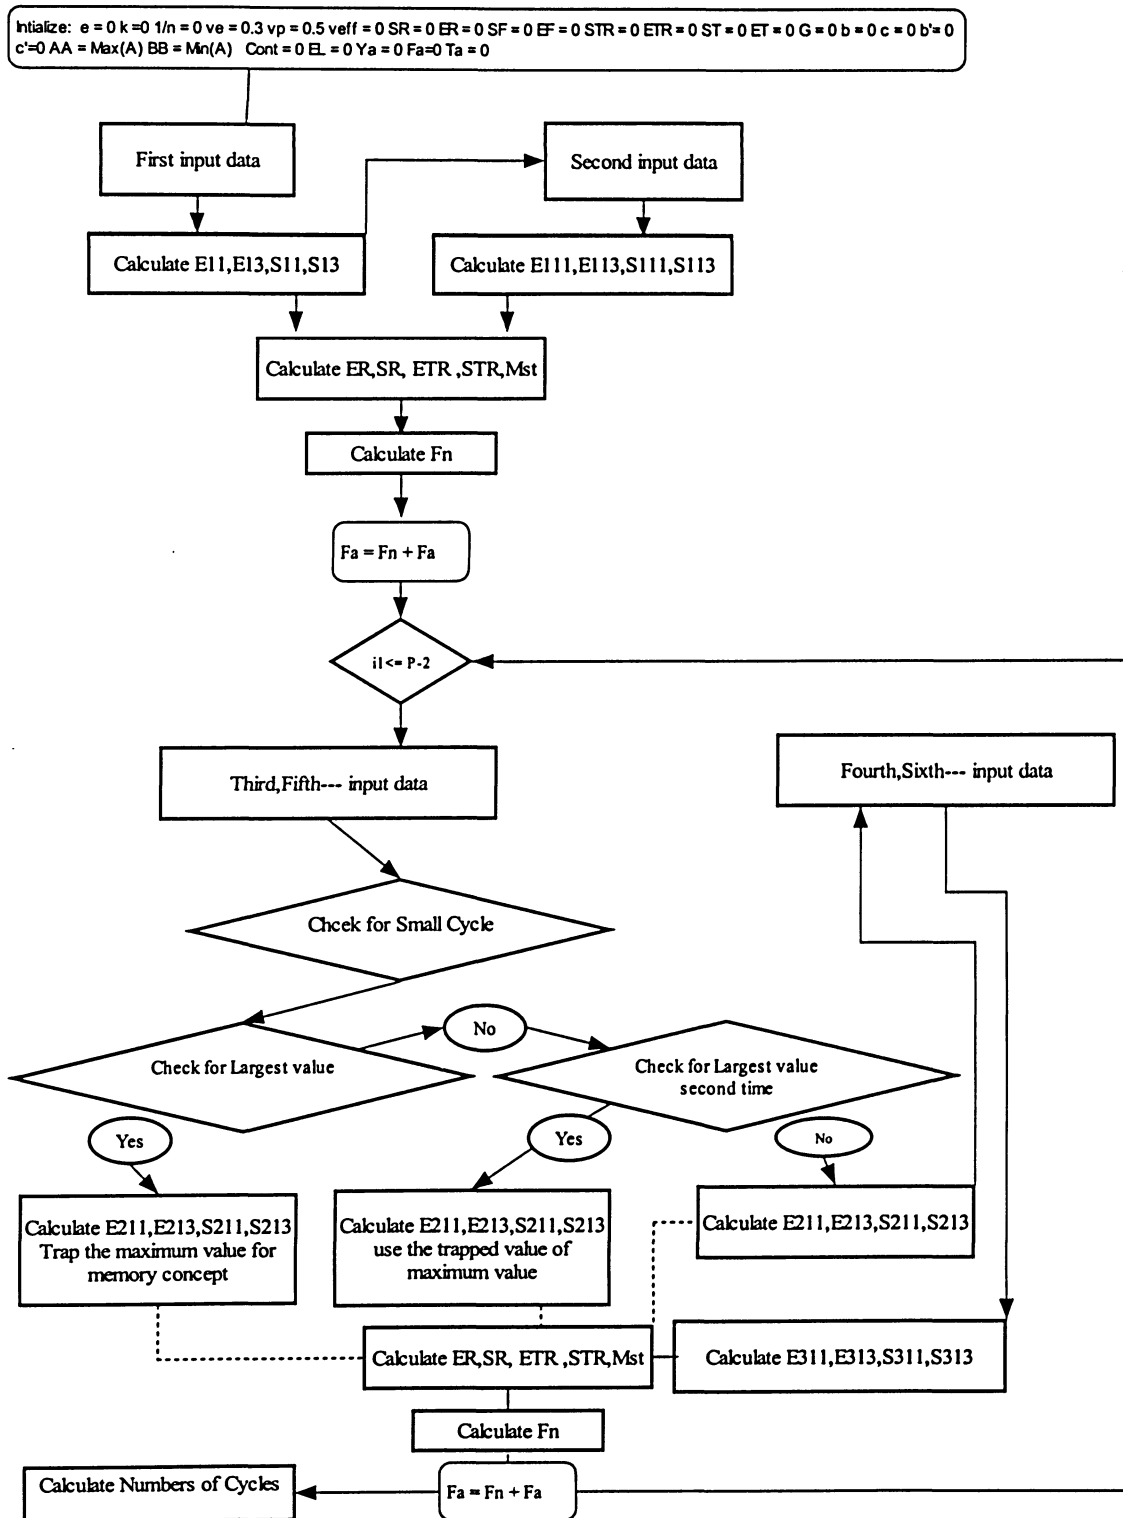 Intialize: e = 0 k =0 1/n = 0 ve = 0.3 vp = 0.5 veff = 0 SR = 0 ER = 0 SF = 0 EF = 0 STR = 0 ETR = 0 ST = 0 ET = 0 G = 0 b = 0 c = 0 b'= 0
c'=0 AA = Max(A) BB = Min(A) Cont = 0 EL = 0 Ya = 0 Fa=0 Ta = 0
First input data
Second input data
Calculate E11,E13,S11,S13
Calculate E111,E113,S111,S113
Calculate ER,SR, ETR ,STR,Mst
Calculate Fn
Fa = Fn + Fa
i1<= P-2
Third,Fifth--- input data
Fourth,Sixth--- input data
Chcek for Small Cycle
No
Check for Largest value
Check for Largest value
second time
Yes
Yes
No
Calculate E211,E213,S211,S213
Trap the maximum value for
memory concept
Calculate E211,E213,S211,S213
use the trapped value of
maximum value
Calculate E211,E213,S211,S213
Calculate ER,SR, ETR ,STR,Mst
Calculate E311,E313,S311,S313
Calculate Fn
Calculate Numbers of Cycles
Fa = Fn + Fa